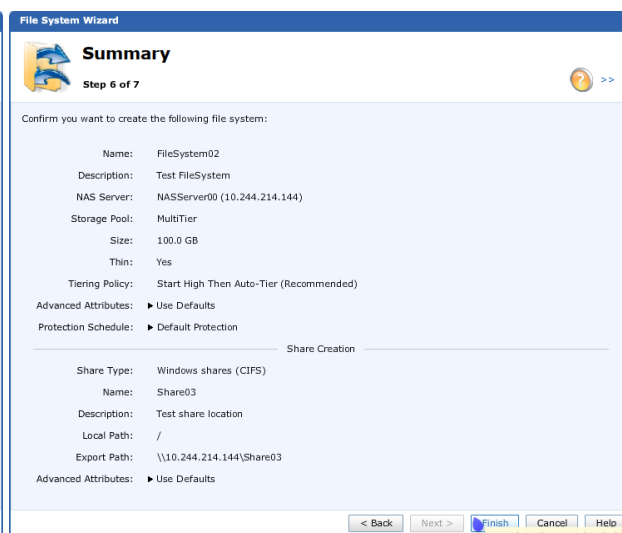 File System Wizard
Summary
Step 6 of 7
>>
Confirm you want to create the following file system:
Name: FileSystem02
Description: Test FileSystem
NAS Server: NASServer00 (10.244.214.144)
Storage Pool: MultiTier
Size: 100.0 GB
Thin: Yes
Tiering Policy: Start High Then Auto-Tier (Recommended)
Advanced Attributes: ▶ Use Defaults
Protection Schedule: ▶ Default Protection
Share Creation
Share Type: Windows shares (CIFS)
Name: Share03
Description: Test share location
Local Path: /
Export Path: \\10.244.214.144\Share03
Advanced Attributes: ▶ Use Defaults
< Back Next > Finish Cancel Help